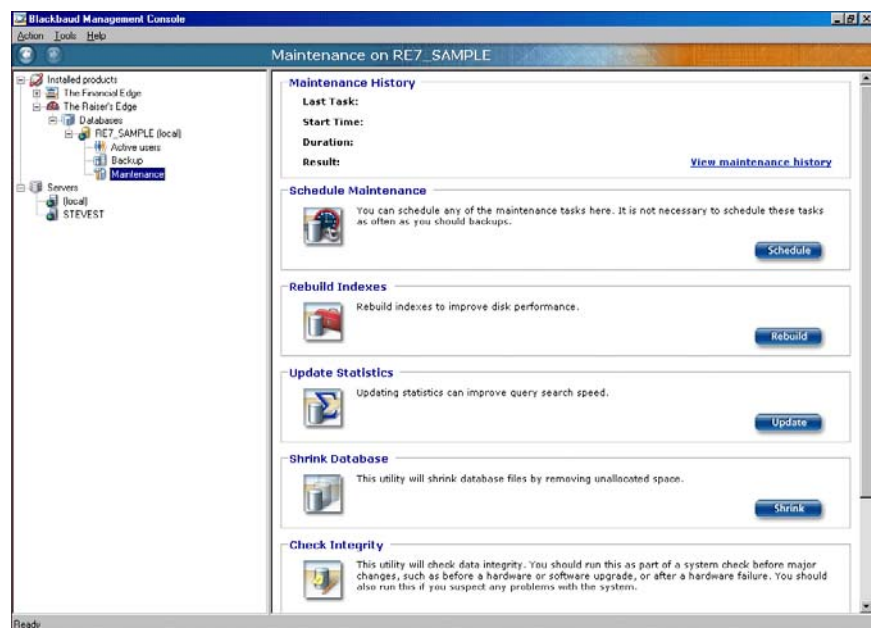 Blackbaud Management Console
Action Tools Help
Maintenance on RE7_SAMPLE
Installed products
The Financial Edge
The Raiser's Edge
Databases
RE7_SAMPLE (local)
Active users
Backup
Maintenance
Servers
(local)
STEVEST
Maintenance History
Last Task:
Start Time:
Duration:
Result:
View maintenance history
Schedule Maintenance
You can schedule any of the maintenance tasks here. It is not necessary to schedule these tasks
as often as you should backups.
Schedule
Rebuild Indexes
Rebuild indexes to improve disk performance.
Rebuild
Update Statistics
Updating statistics can improve query search speed.
Update
Shrink Database
This utility will shrink database files by removing unallocated space.
Shrink
Check Integrity
This utility will check data integrity. You should run this as part of a system check before major
changes, such as before a hardware or software upgrade, or after a hardware failure. You should
also run this if you suspect any problems with the system.
Ready